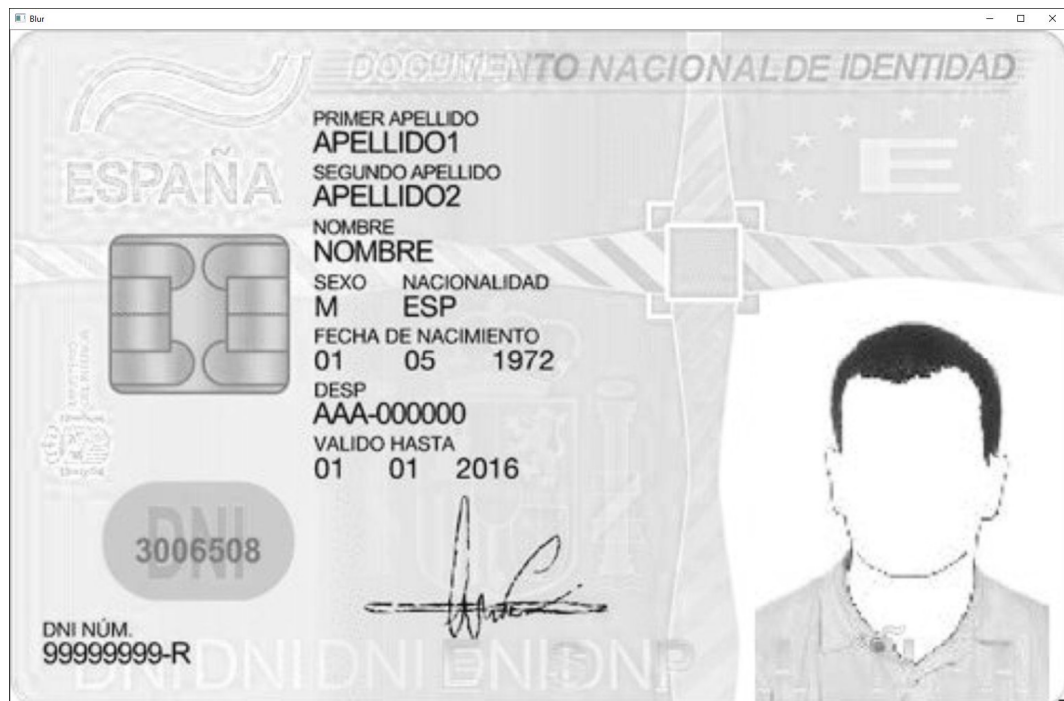 Blur
DOCUMENTO NACIONAL DE IDENTIDAD
ESPAÑA
PRIMER APELLIDO
APELLIDO1
SEGUNDO APELLIDO
APELLIDO2
NOMBRE
NOMBRE
SEXO NACIONALIDAD
M ESP
FECHA DE NACIMIENTO
01 05 1972
DESP
AAA-000000
VALIDO HASTA
01 01 2016
E
DNI
3006508
DNI NÚM.
99999999-R
DNI DNI DNI DNI